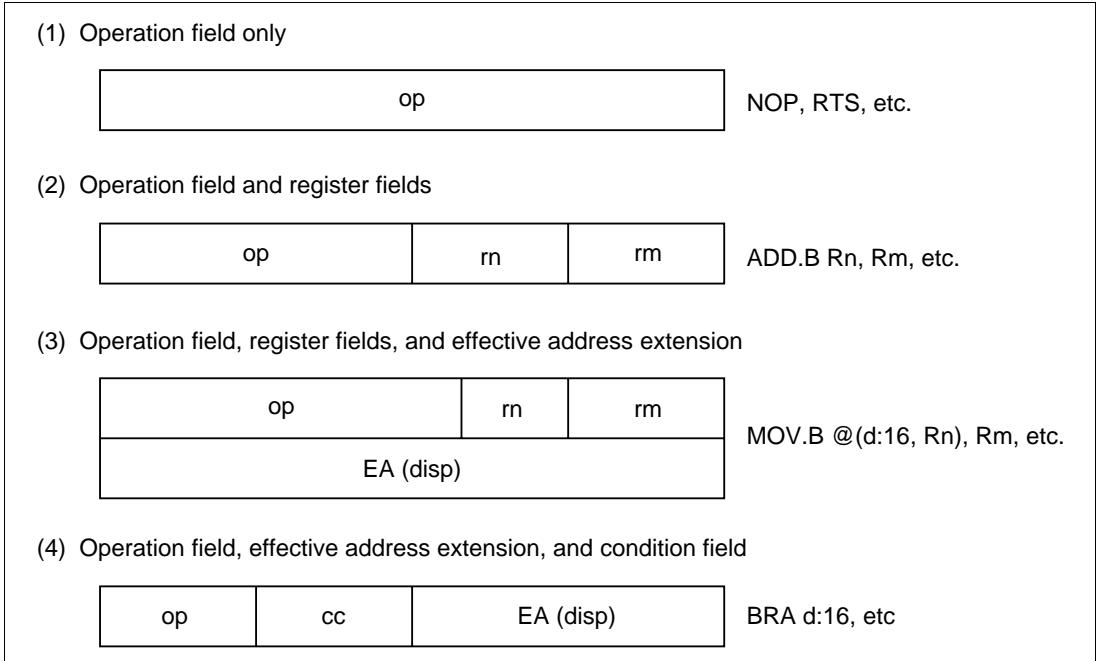 (1) Operation field only
op
NOP, RTS, etc.
(2) Operation field and register fields
op rn rm
ADD.B Rn, Rm, etc.
(3) Operation field, register fields, and effective address extension
op rn rm
MOV.B @(d:16, Rn), Rm, etc.
EA (disp)
(4) Operation field, effective address extension, and condition field
op cc EA (disp)
BRA d:16, etc